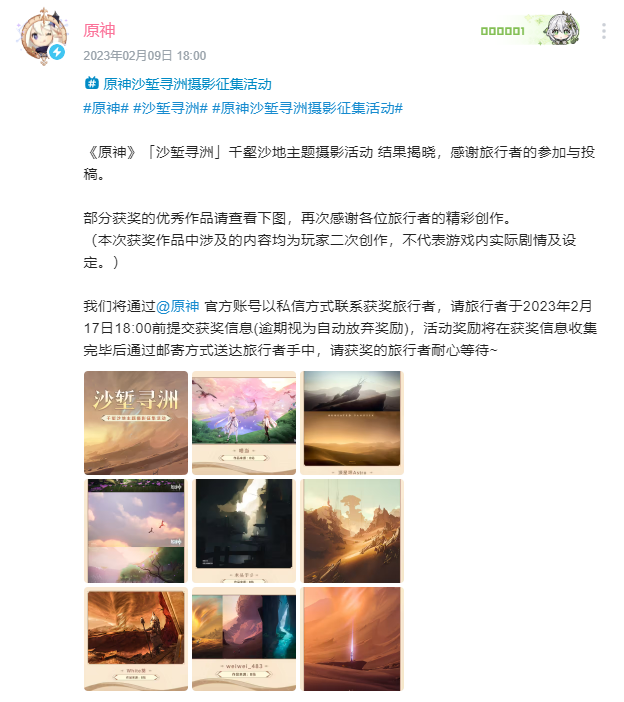 原神
000001
2023年02月09日 18:00
原神沙堑寻洲摄影征集活动
#原神# #沙堑寻洲# #原神沙堑寻洲摄影征集活动#
《原神》「沙堑寻洲」千壑沙地主题摄影活动 结果揭晓，感谢旅行者的参加与投
稿。
部分获奖的优秀作品请查看下图，再次感谢各位旅行者的精彩创作。
（本次获奖作品中涉及的内容均为玩家二次创作，不代表游戏内实际剧情及设
定。）
我们将通过@原神 官方账号以私信方式联系获奖旅行者，请旅行者于2023年2月
17日18:00前提交获奖信息(逾期视为自动放弃奖励)，活动奖励将在获奖信息收集
完毕后通过邮寄方式送达旅行者手中，请获奖的旅行者耐心等待~
沙堑寻洲
千壑沙地主题摄影征集活动
weiwei_483